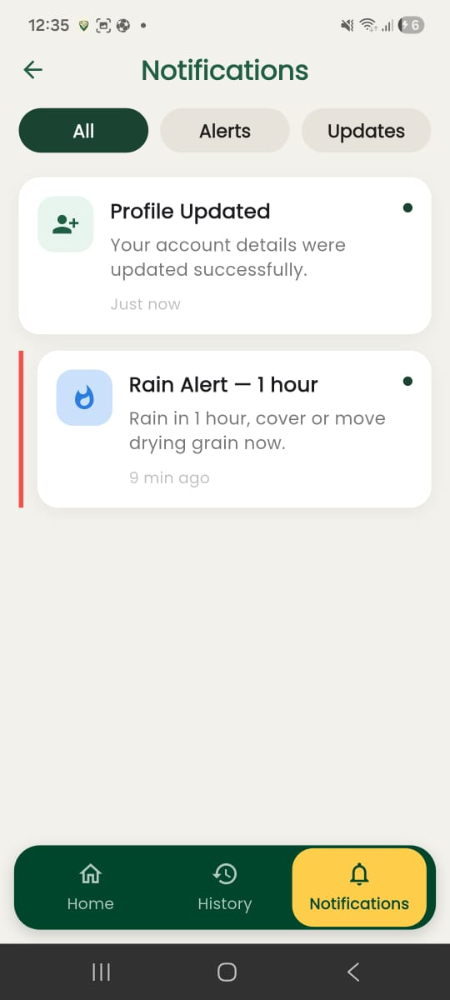 12:35
6
Notifications
All
Alerts
Updates
Profile Updated
Your account details were
updated successfully.
Just now
Rain Alert — 1 hour
Rain in 1 hour, cover or move
drying grain now.
9 min ago
Home
History
Notifications